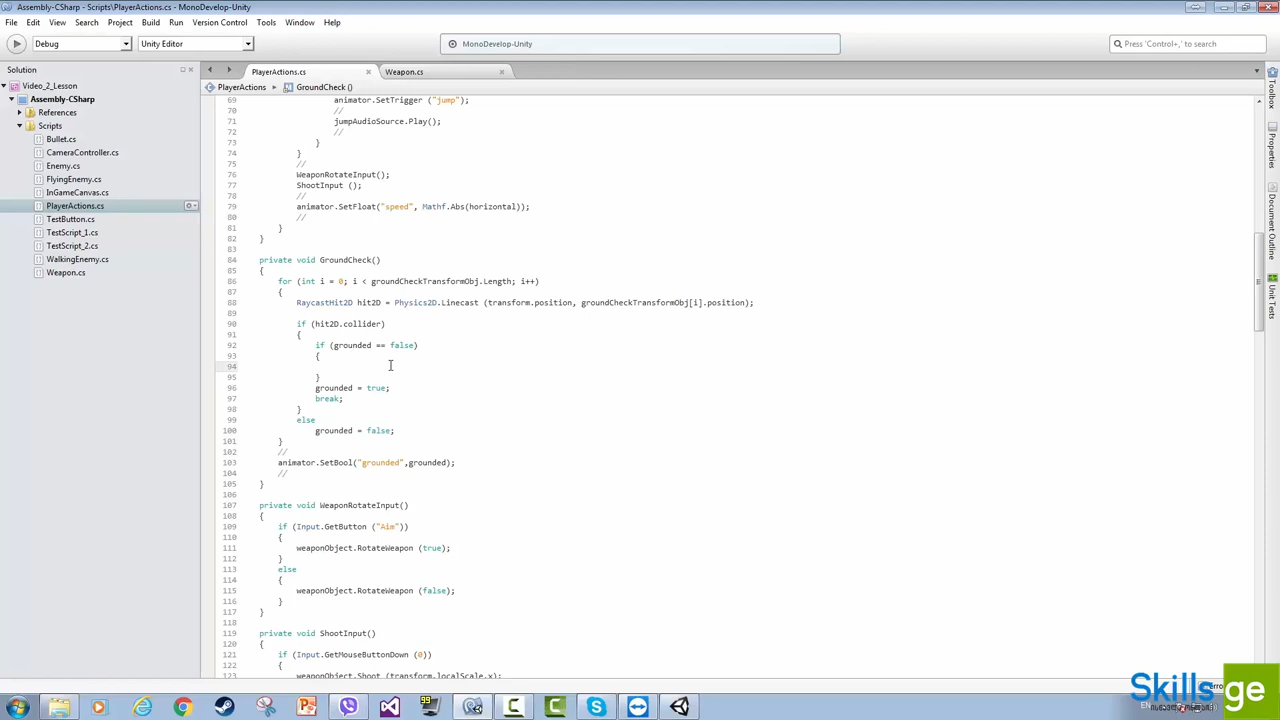 Assembly-CSharp - Scripts\PlayerActions.cs - MonoDevelop-Unity
File Edit View Search Project Build Run Version Control Tools Window Help
Debug Unity Editor MonoDevelop-Unity Press 'Control+,' to search
Solution
Video_2_Lesson
Assembly-CSharp
References
Scripts
Bullet.cs
CameraController.cs
Enemy.cs
FlyingEnemy.cs
InGameCanvas.cs
PlayerActions.cs
TestButton.cs
TestScript_1.cs
TestScript_2.cs
WalkingEnemy.cs
Weapon.cs
PlayerActions.cs Weapon.cs
PlayerActions GroundCheck ()
69 animator.SetTrigger ("jump");
70 //
71 jumpAudioSource.Play();
72 //
73 }
74 }
75 //
76 WeaponRotateInput();
77 ShootInput ();
78 //
79 animator.SetFloat("speed", Mathf.Abs(horizontal));
80 //
81 }
82 }
83
84 private void GroundCheck()
85 {
86 for (int i = 0; i < groundCheckTransformObj.Length; i++)
87 {
88 RaycastHit2D hit2D = Physics2D.Linecast (transform.position, groundCheckTransformObj[i].position);
89
90 if (hit2D.collider)
91 {
92 if (grounded == false)
93 {
94
95 }
96 grounded = true;
97 break;
98 }
99 else
100 grounded = false;
101 }
102 //
103 animator.SetBool("grounded",grounded);
104 //
105 }
106
107 private void WeaponRotateInput()
108 {
109 if (Input.GetButton ("Aim"))
110 {
111 weaponObject.RotateWeapon (true);
112 }
113 else
114 {
115 weaponObject.RotateWeapon (false);
116 }
117 }
118
119 private void ShootInput()
120 {
121 if (Input.GetMouseButtonDown (0))
122 {
123 weaponObject.Shoot (transform.localScale.x);
Toolbox
Properties
Document Outline
Unit Tests
99
Skills ge